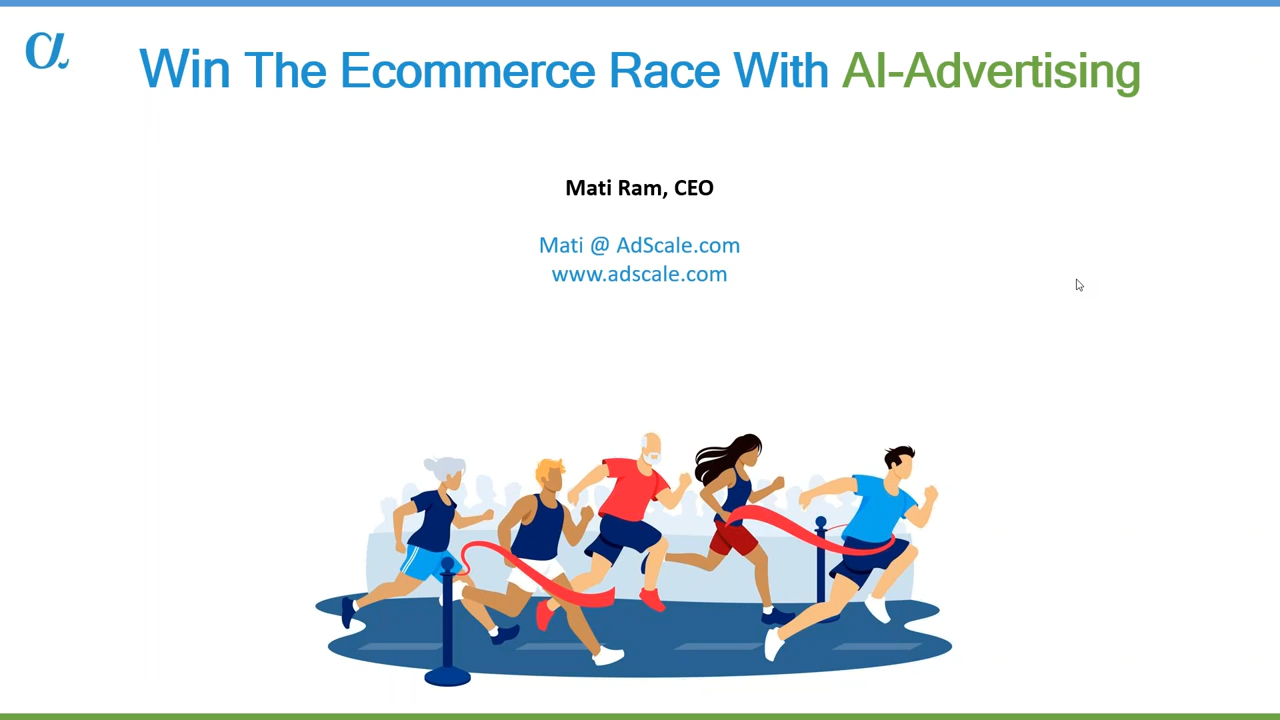 α
Win The Ecommerce Race With AI-Advertising
Mati Ram, CEO
Mati @ AdScale.com
www.adscale.com